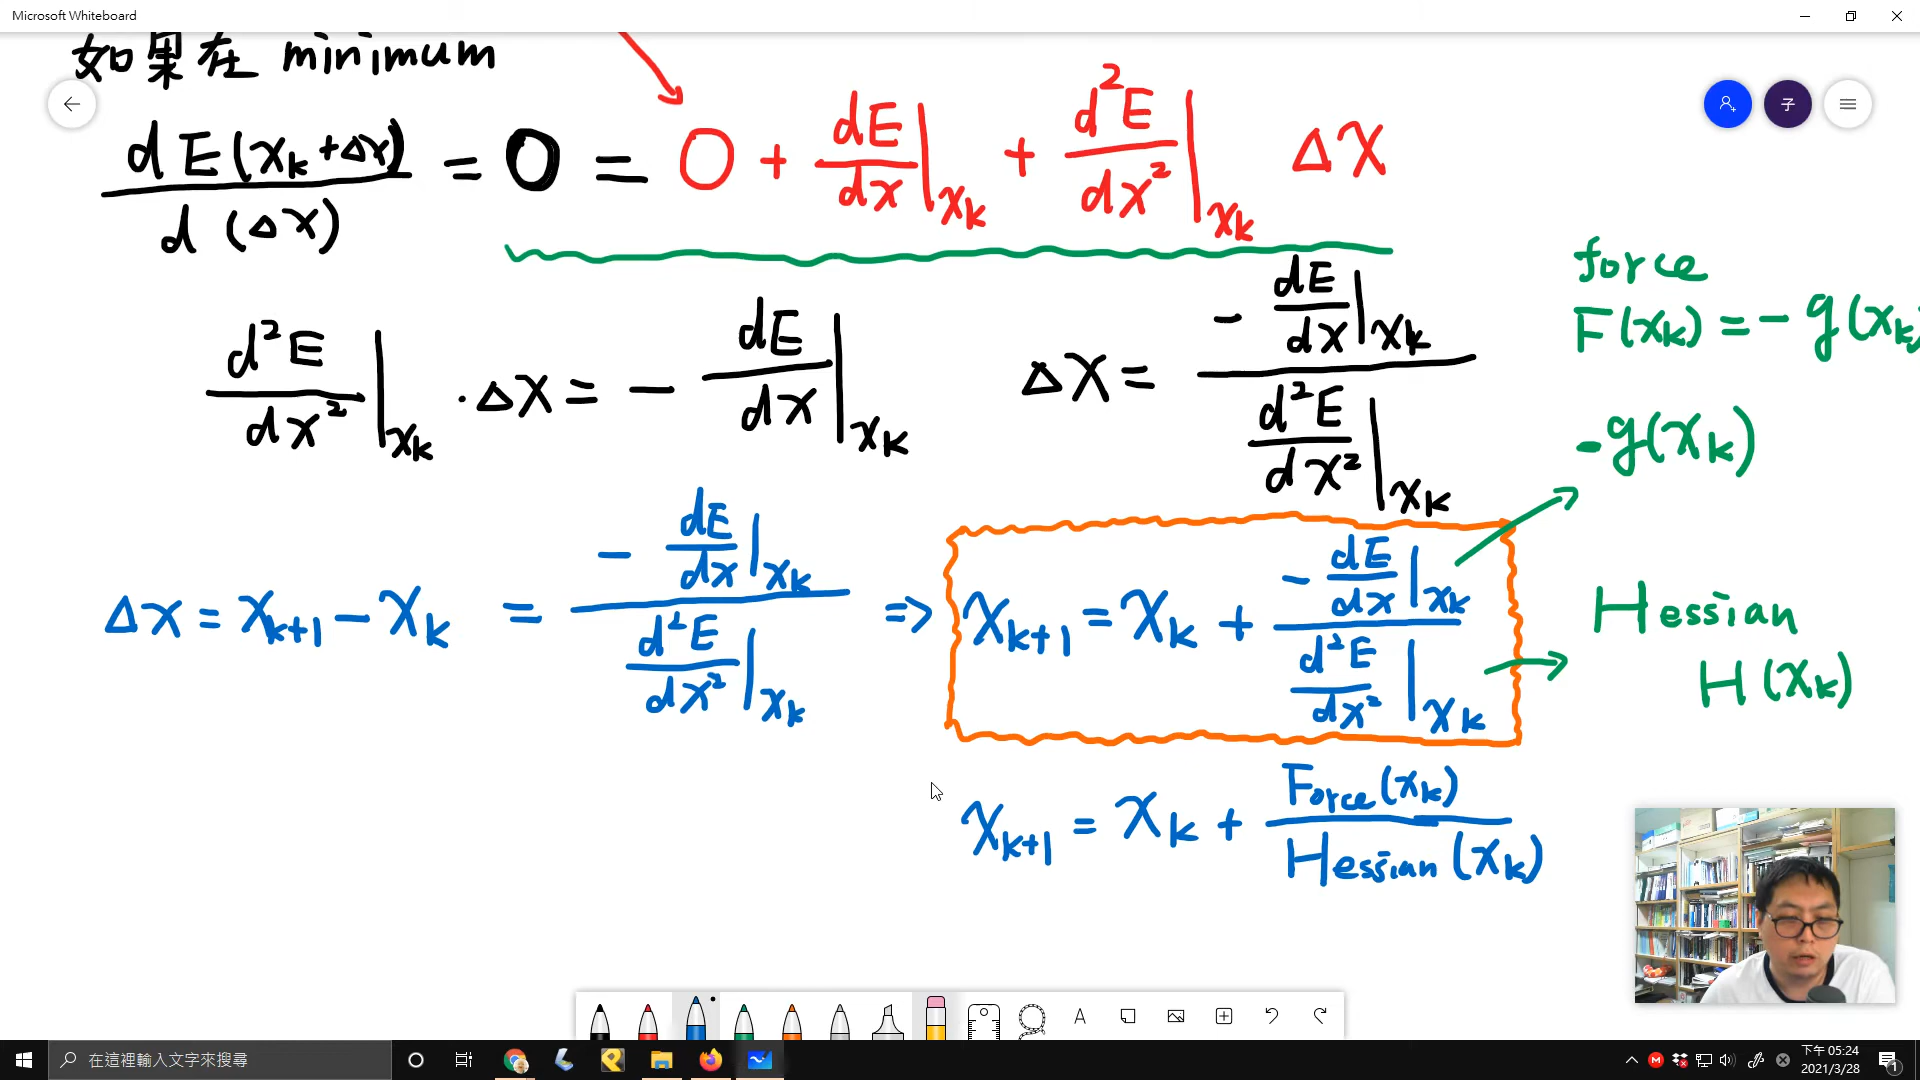 Microsoft Whiteboard
如果在 minimum
dE(xₖ+Δx)/d(Δx) = 0 = 0 + dE/dx|xₖ + d²E/dx²|xₖ Δx
force
F(xₖ) = - g(xₖ)
d²E/dx²|xₖ · Δx = - dE/dx|xₖ
Δx = - dE/dx|xₖ / d²E/dx²|xₖ
-g(xₖ)
Δx = xₖ₊₁ - xₖ = - dE/dx|xₖ / d²E/dx²|xₖ => xₖ₊₁ = xₖ + - dE/dx|xₖ / d²E/dx²|xₖ
Hessian
H(xₖ)
xₖ₊₁ = xₖ + Force(xₖ) / Hessian(xₖ)
子
在這裡輸入文字來搜尋
下午 05:24
2021/3/28
1